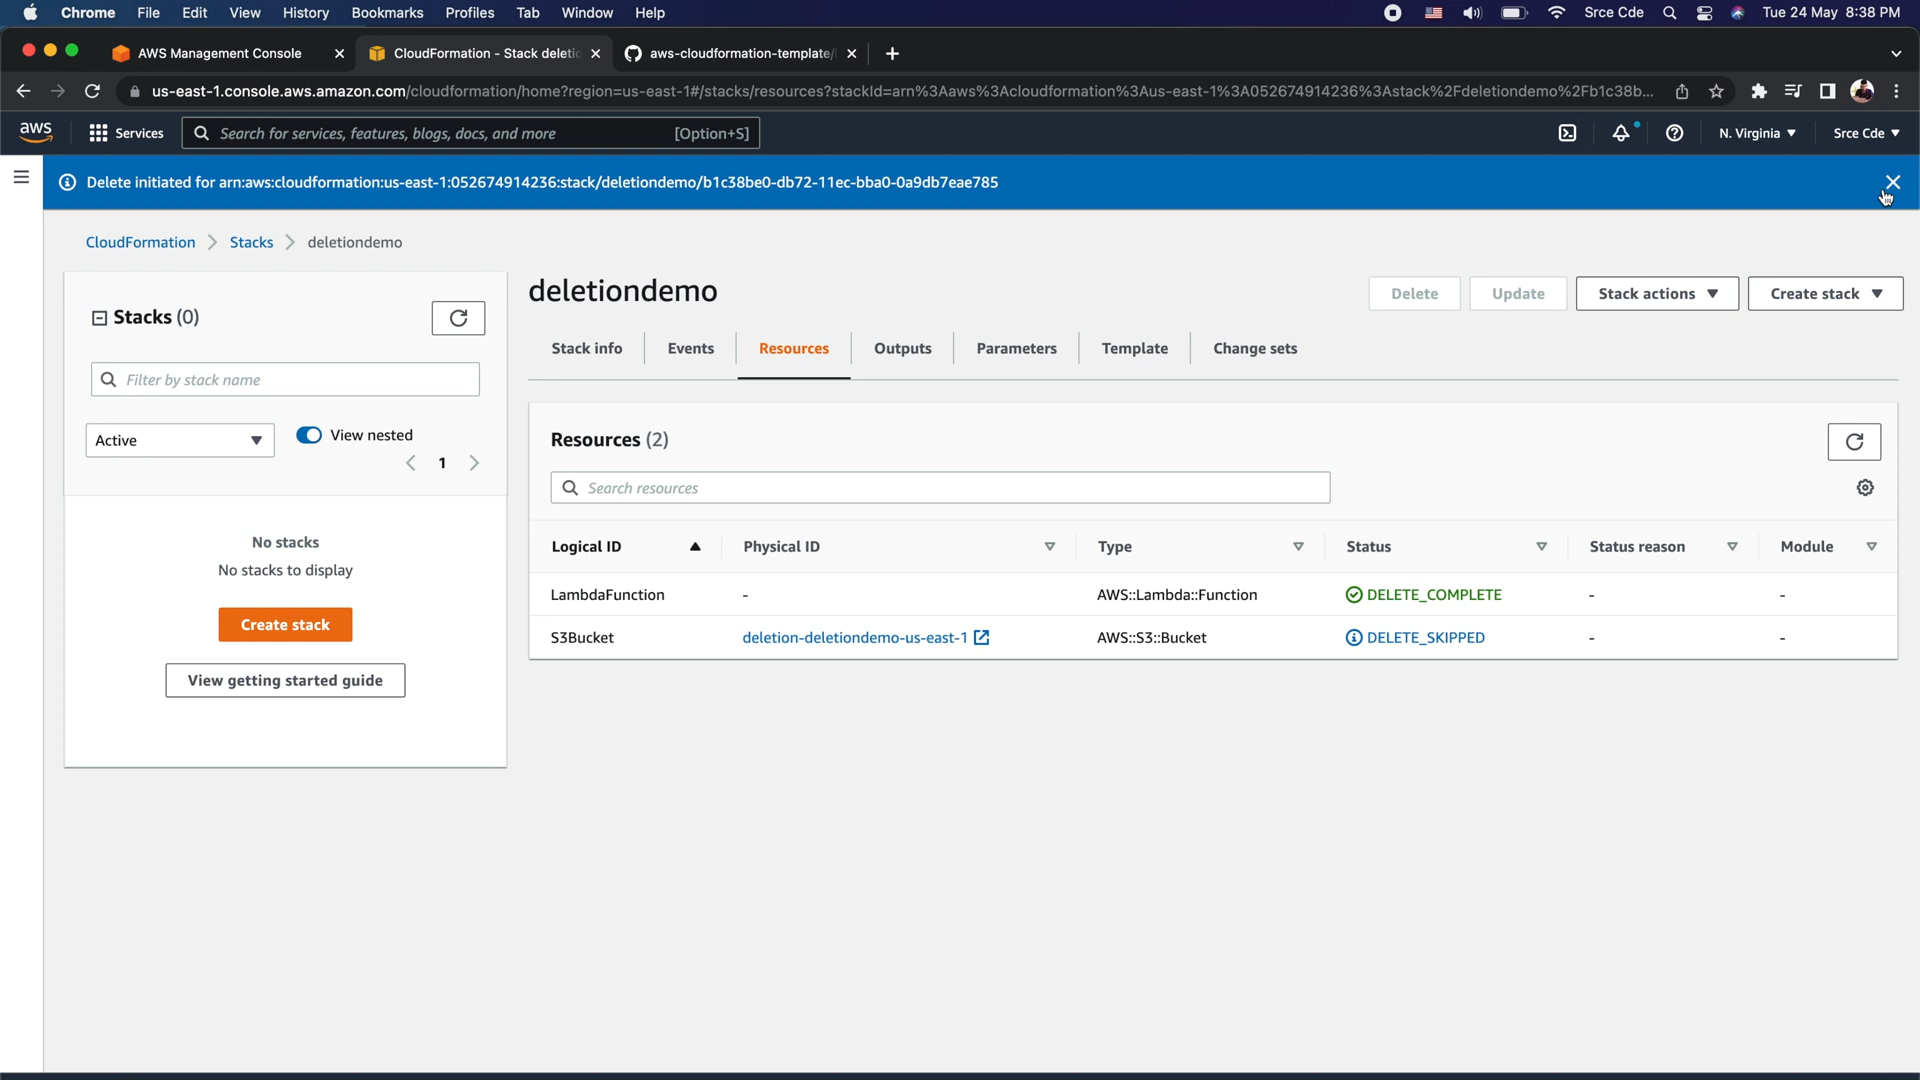 Chrome File Edit View History Bookmarks Profiles Tab Window Help Srce Cde Tue 24 May 8:38 PM
AWS Management Console CloudFormation - Stack deletio aws-cloudformation-template/
us-east-1.console.aws.amazon.com/cloudformation/home?region=us-east-1#/stacks/resources?stackId=arn%3Aaws%3Acloudformation%3Aus-east-1%3A052674914236%3Astack%2Fdeletiondemo%2Fb1c38b...
aws Services Search for services, features, blogs, docs, and more [Option+S] N. Virginia Srce Cde
Delete initiated for arn:aws:cloudformation:us-east-1:052674914236:stack/deletiondemo/b1c38be0-db72-11ec-bba0-0a9db7eae785
CloudFormation > Stacks > deletiondemo
Stacks (0)
Filter by stack name
Active View nested
1
No stacks
No stacks to display
Create stack
View getting started guide
deletiondemo
Delete Update Stack actions Create stack
Stack info Events Resources Outputs Parameters Template Change sets
Resources (2)
Search resources
Logical ID Physical ID Type Status Status reason Module
LambdaFunction - AWS::Lambda::Function DELETE_COMPLETE - -
S3Bucket deletion-deletiondemo-us-east-1 AWS::S3::Bucket DELETE_SKIPPED - -